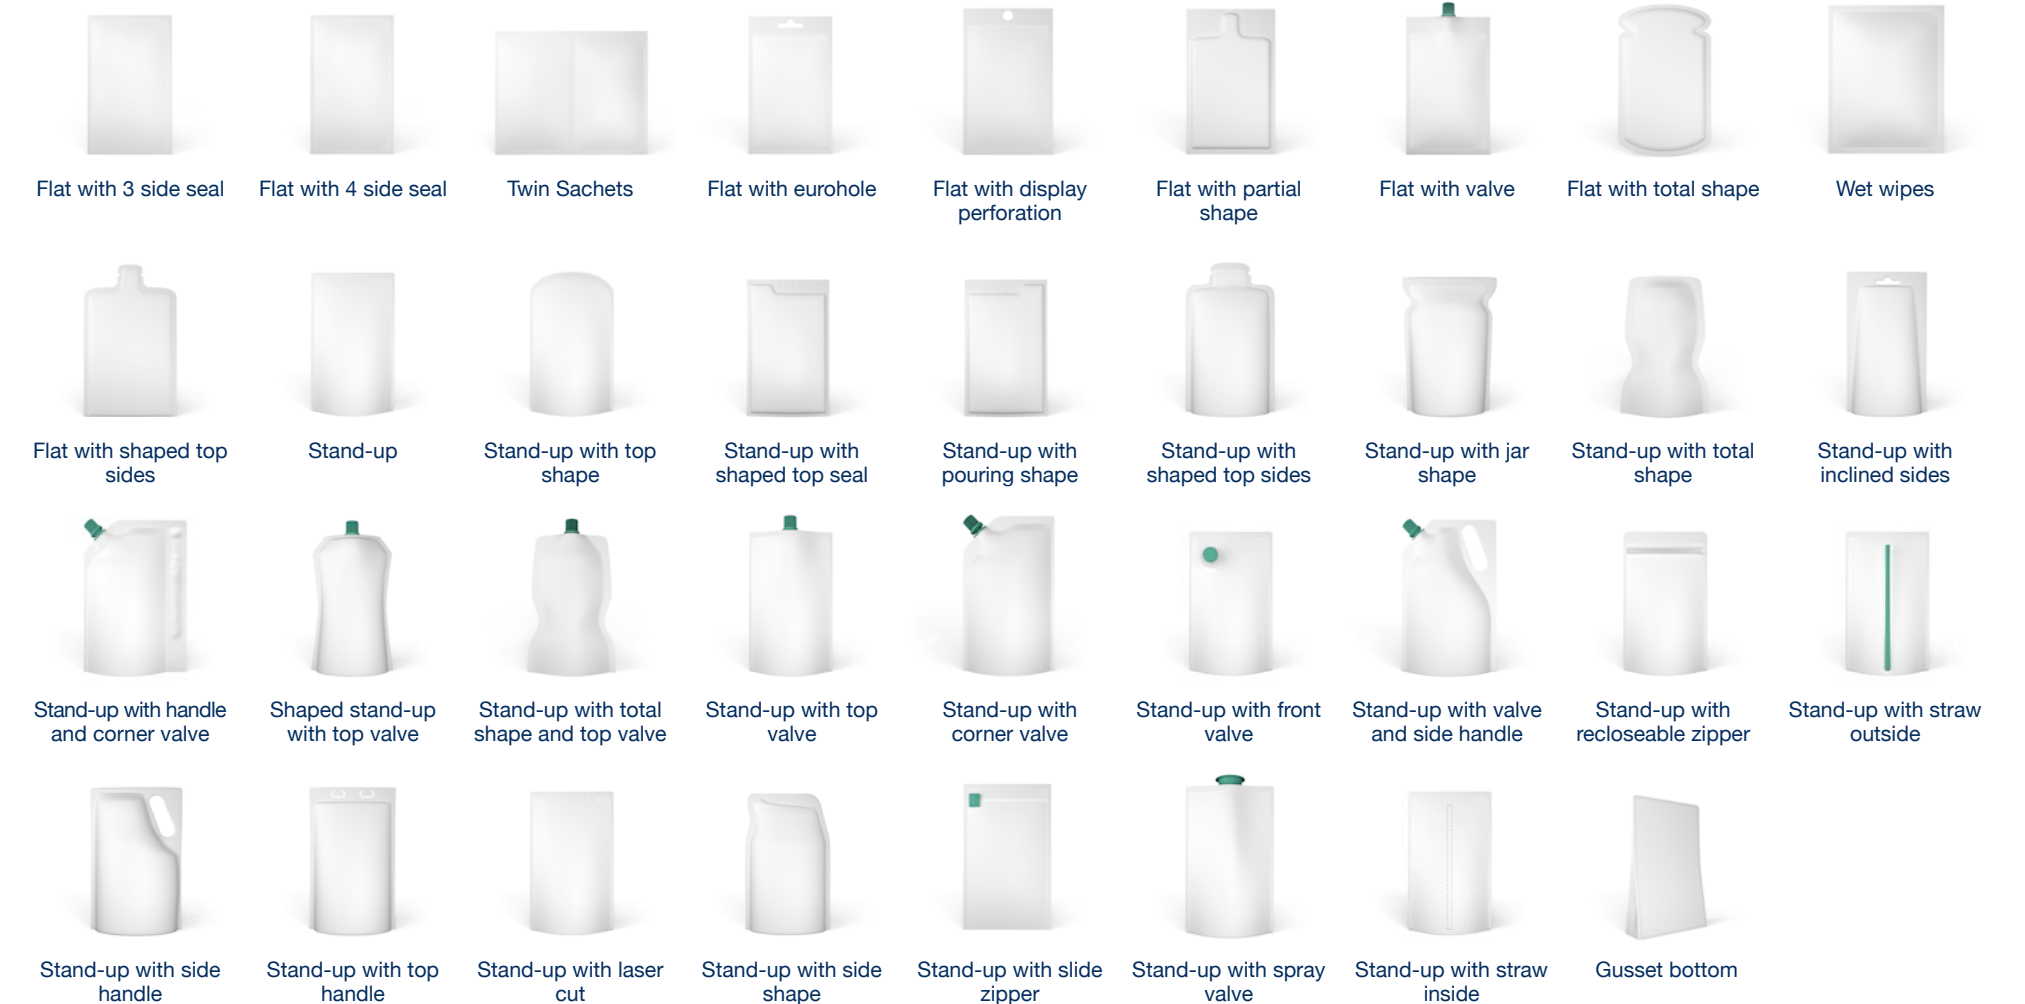 Flat with 3 side seal
Flat with 4 side seal
Twin Sachets
Flat with eurohole
Flat with display
perforation
Flat with partial
shape
Flat with valve
Flat with total shape
Wet wipes
Flat with shaped top
sides
Stand-up
Stand-up with top
shape
Stand-up with
shaped top seal
Stand-up with
pouring shape
Stand-up with
shaped top sides
Stand-up with jar
shape
Stand-up with total
shape
Stand-up with
inclined sides
Stand-up with handle
and corner valve
Shaped stand-up
with top valve
Stand-up with total
shape and top valve
Stand-up with top
valve
Stand-up with
corner valve
Stand-up with front
valve
Stand-up with valve
and side handle
Stand-up with
recloseable zipper
Stand-up with straw
outside
Stand-up with side
handle
Stand-up with top
handle
Stand-up with laser
cut
Stand-up with side
shape
Stand-up with slide
zipper
Stand-up with spray
valve
Stand-up with straw
inside
Gusset bottom